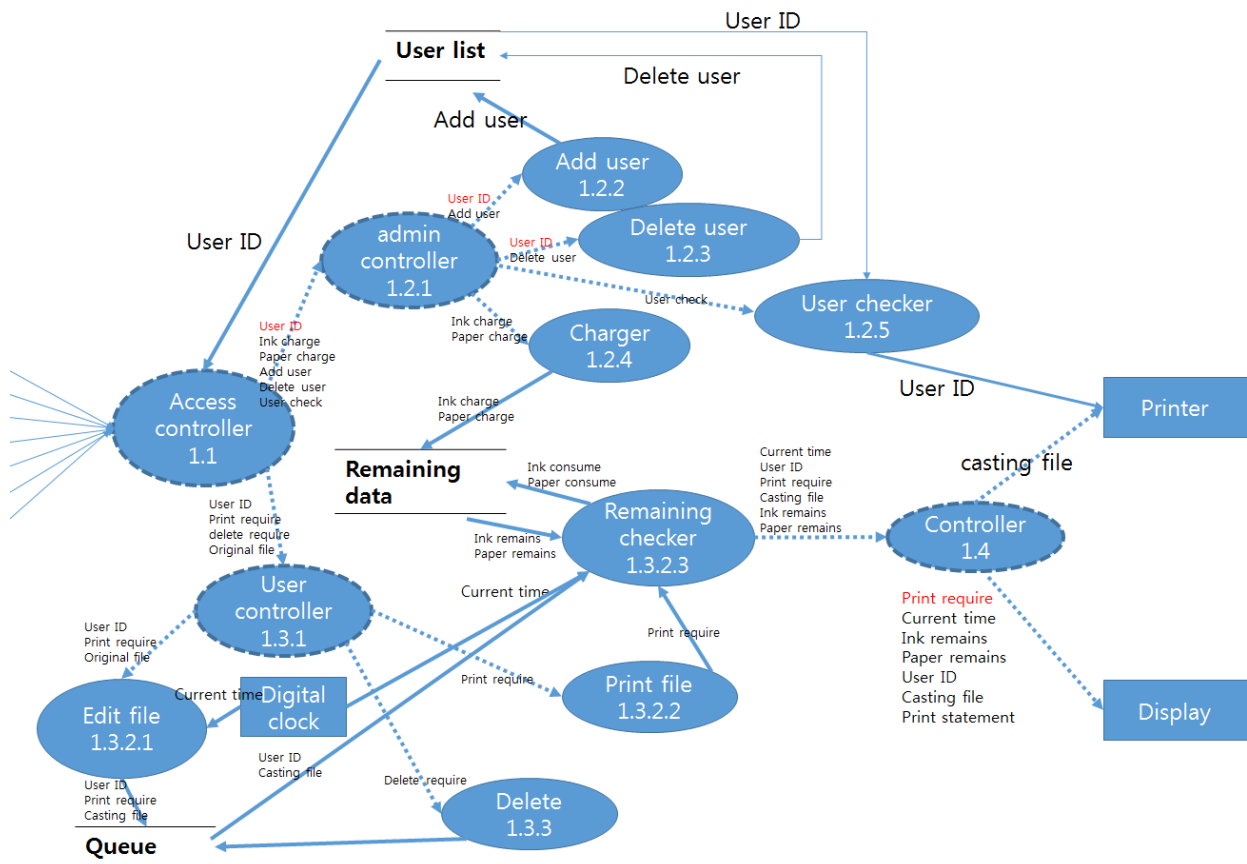 User ID
User list
Delete user
Add user
Add user
1.2.2
User ID
Add user
Delete user
1.2.3
User ID
admin
controller
1.2.1
User ID
Delete user
User check
User checker
1.2.5
Ink charge
Paper charge
Charger
1.2.4
User ID
Ink charge
Paper charge
Add user
Delete user
User check
User ID
Printer
Access
controller
1.1
Ink charge
Paper charge
casting file
Remaining
data
Ink consume
Paper consume
Current time
User ID
Print require
Casting file
Ink remains
Paper remains
Remaining
checker
1.3.2.3
Controller
1.4
User ID
Print require
delete require
Original file
Ink remains
Paper remains
User
controller
1.3.1
Current time
Print require
Current time
Ink remains
Paper remains
User ID
Casting file
Print statement
User ID
Print require
Original file
Print require
Print require
Print file
1.3.2.2
Current time
Digital
clock
Edit file
1.3.2.1
Display
User ID
Casting file
Delete require
User ID
Print require
Casting file
Delete
1.3.3
Queue